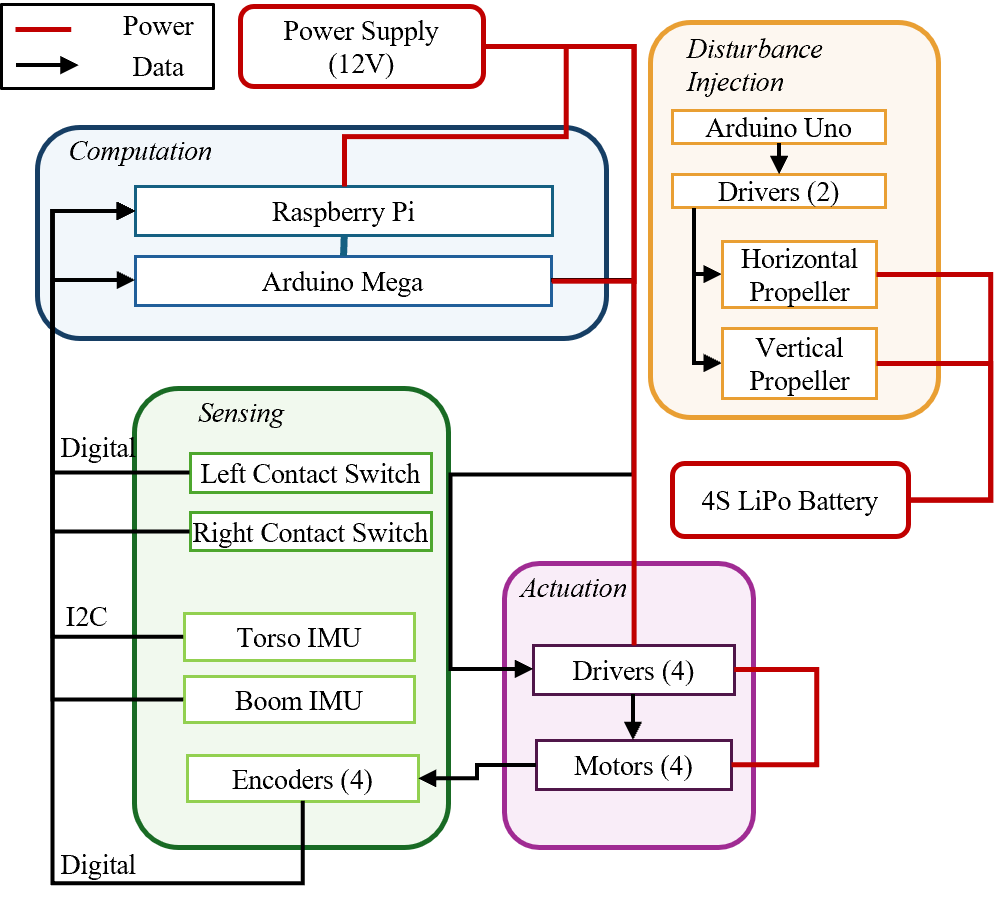 Power
Data
Power Supply
(12V)
Disturbance
Injection
Arduino Uno
Drivers (2)
Horizontal
Propeller
Vertical
Propeller
4S LiPo Battery
Computation
Raspberry Pi
Arduino Mega
Sensing
Digital
Left Contact Switch
Right Contact Switch
I2C
Torso IMU
Boom IMU
Encoders (4)
Digital
Actuation
Drivers (4)
Motors (4)